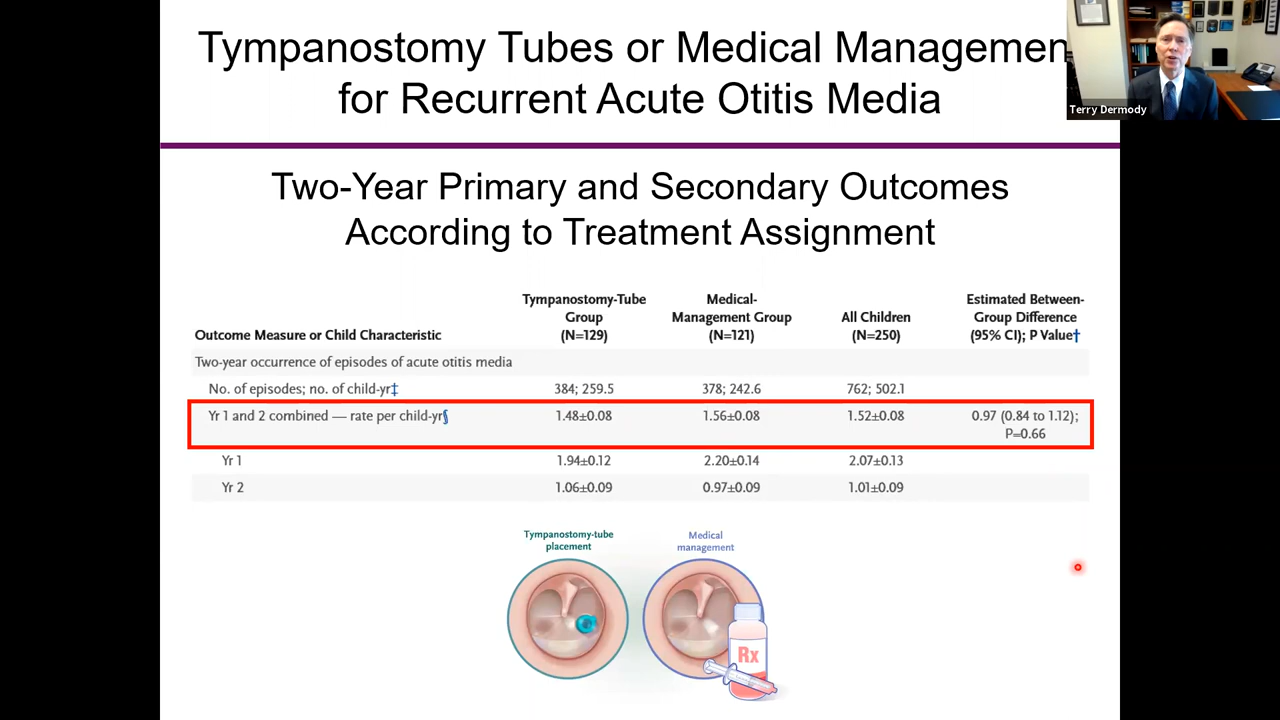 Tympanostomy Tubes or Medical Managemen
for Recurrent Acute Otitis Media
Terry Dermody
Two-Year Primary and Secondary Outcomes
According to Treatment Assignment
Outcome Measure or Child Characteristic
Tympanostomy-Tube
Group
(N=129)
Medical-
Management Group
(N=121)
All Children
(N=250)
Estimated Between-
Group Difference
(95% CI); P Value†
Two-year occurrence of episodes of acute otitis media
No. of episodes; no. of child-yr‡ 384; 259.5 378; 242.6 762; 502.1
Yr 1 and 2 combined — rate per child-yr§ 1.48±0.08 1.56±0.08 1.52±0.08 0.97 (0.84 to 1.12);
P=0.66
Yr 1 1.94±0.12 2.20±0.14 2.07±0.13
Yr 2 1.06±0.09 0.97±0.09 1.01±0.09
Tympanostomy-tube
placement
Medical
management
Rx